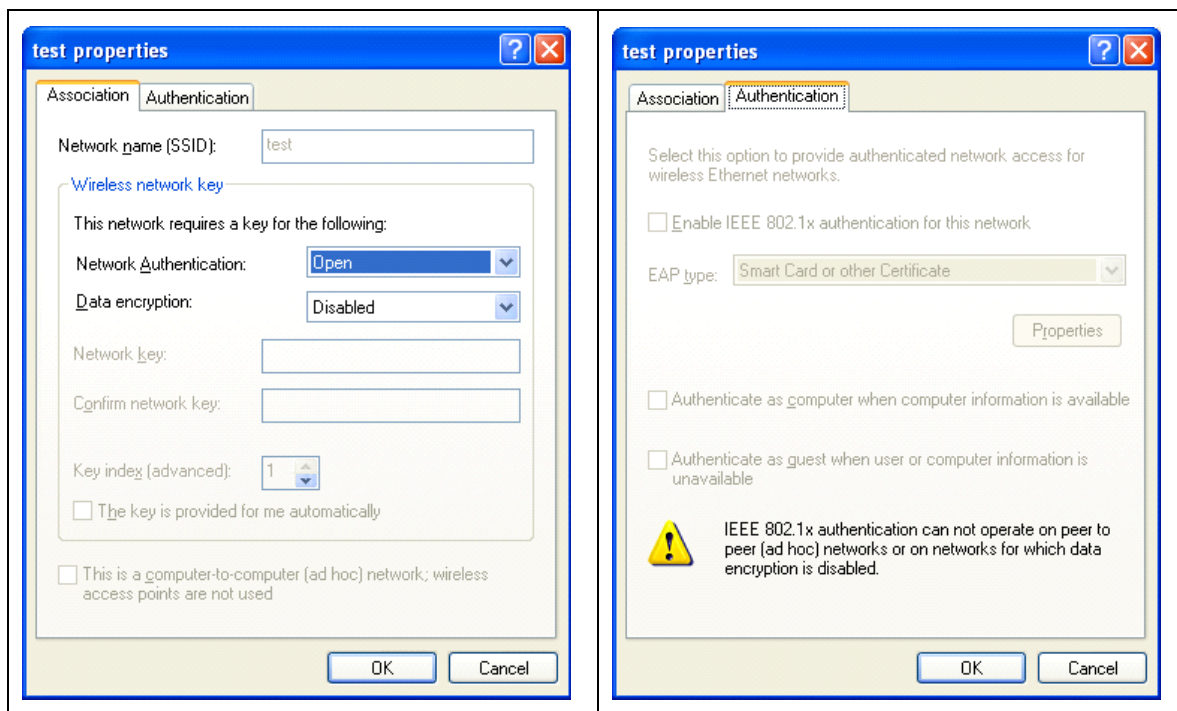 test properties
Association
Authentication
Network name (SSID):
test
Wireless network key
This network requires a key for the following:
Network Authentication:
Open
Data encryption:
Disabled
Network key:
Confirm network key:
Key index (advanced):
1
The key is provided for me automatically
This is a computer-to-computer (ad hoc) network; wireless
access points are not used
OK
Cancel
test properties
Association
Authentication
Select this option to provide authenticated network access for
wireless Ethernet networks.
Enable IEEE 802.1x authentication for this network
EAP type:
Smart Card or other Certificate
Properties
Authenticate as computer when computer information is available
Authenticate as guest when user or computer information is
unavailable
IEEE 802.1x authentication can not operate on peer to
peer (ad hoc) networks or on networks for which data
encryption is disabled.
OK
Cancel